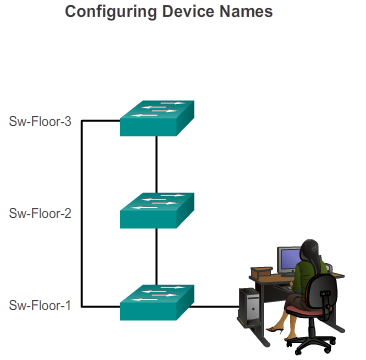 Configuring Device Names
Sw-Floor-3
Sw-Floor-2
Sw-Floor-1